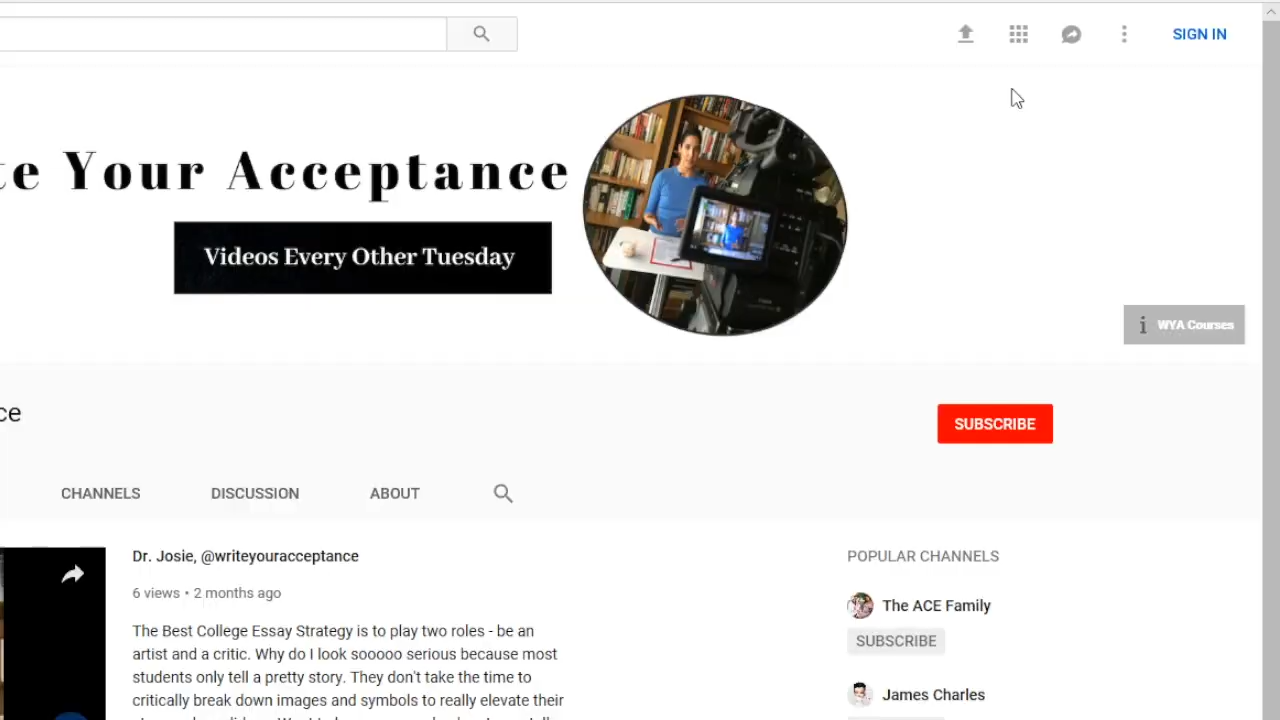 SIGN IN
te Your Acceptance
Videos Every Other Tuesday
i WYA Courses
ce
SUBSCRIBE
CHANNELS DISCUSSION ABOUT
Dr. Josie, @writeyouracceptance
6 views • 2 months ago
The Best College Essay Strategy is to play two roles - be an
artist and a critic. Why do I look sooooo serious because most
students only tell a pretty story. They don't take the time to
critically break down images and symbols to really elevate their
POPULAR CHANNELS
The ACE Family
SUBSCRIBE
James Charles